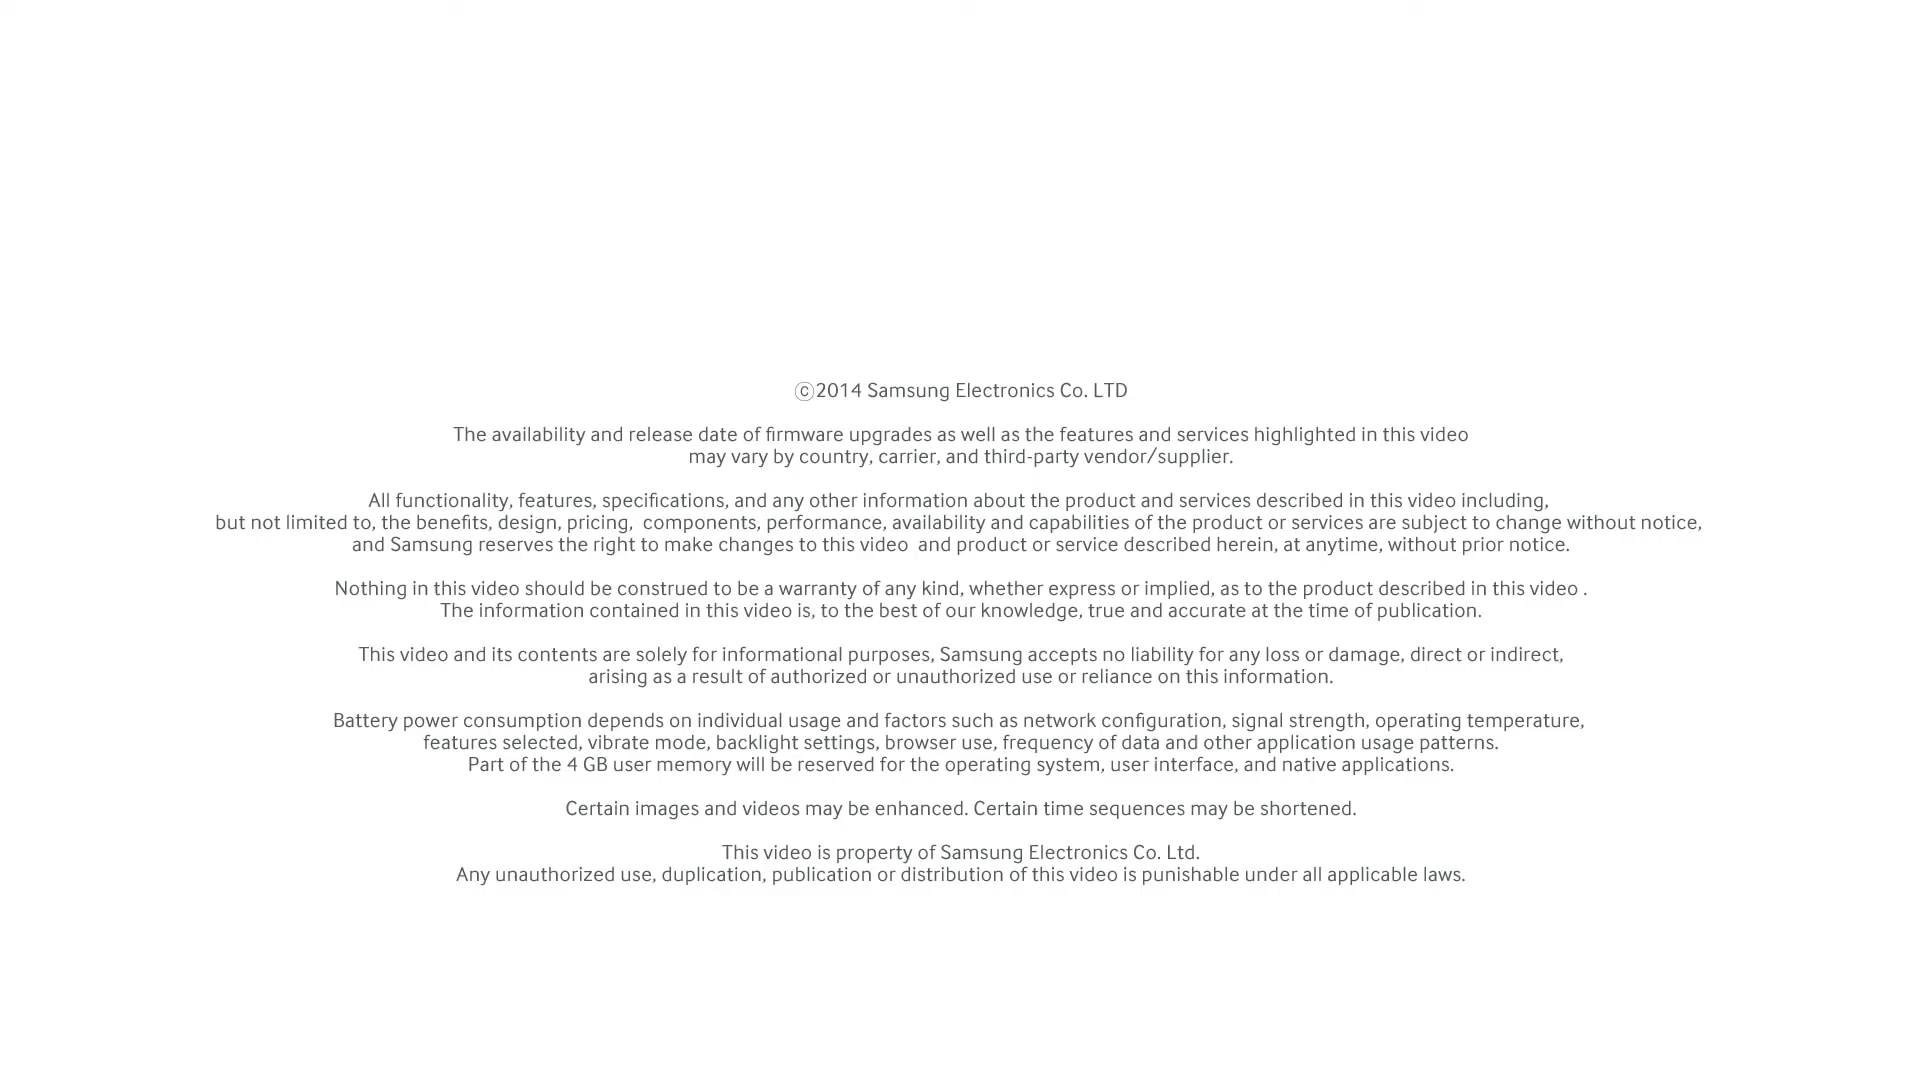 ⓒ2014 Samsung Electronics Co. LTD
The availability and release date of firmware upgrades as well as the features and services highlighted in this video
may vary by country, carrier, and third-party vendor/supplier.
All functionality, features, specifications, and any other information about the product and services described in this video including,
but not limited to, the benefits, design, pricing,  components, performance, availability and capabilities of the product or services are subject to change without notice,
and Samsung reserves the right to make changes to this video  and product or service described herein, at anytime, without prior notice.
Nothing in this video should be construed to be a warranty of any kind, whether express or implied, as to the product described in this video .
The information contained in this video is, to the best of our knowledge, true and accurate at the time of publication.
This video and its contents are solely for informational purposes, Samsung accepts no liability for any loss or damage, direct or indirect,
arising as a result of authorized or unauthorized use or reliance on this information.
Battery power consumption depends on individual usage and factors such as network configuration, signal strength, operating temperature,
features selected, vibrate mode, backlight settings, browser use, frequency of data and other application usage patterns.
Part of the 4 GB user memory will be reserved for the operating system, user interface, and native applications.
Certain images and videos may be enhanced. Certain time sequences may be shortened.
This video is property of Samsung Electronics Co. Ltd.
Any unauthorized use, duplication, publication or distribution of this video is punishable under all applicable laws.